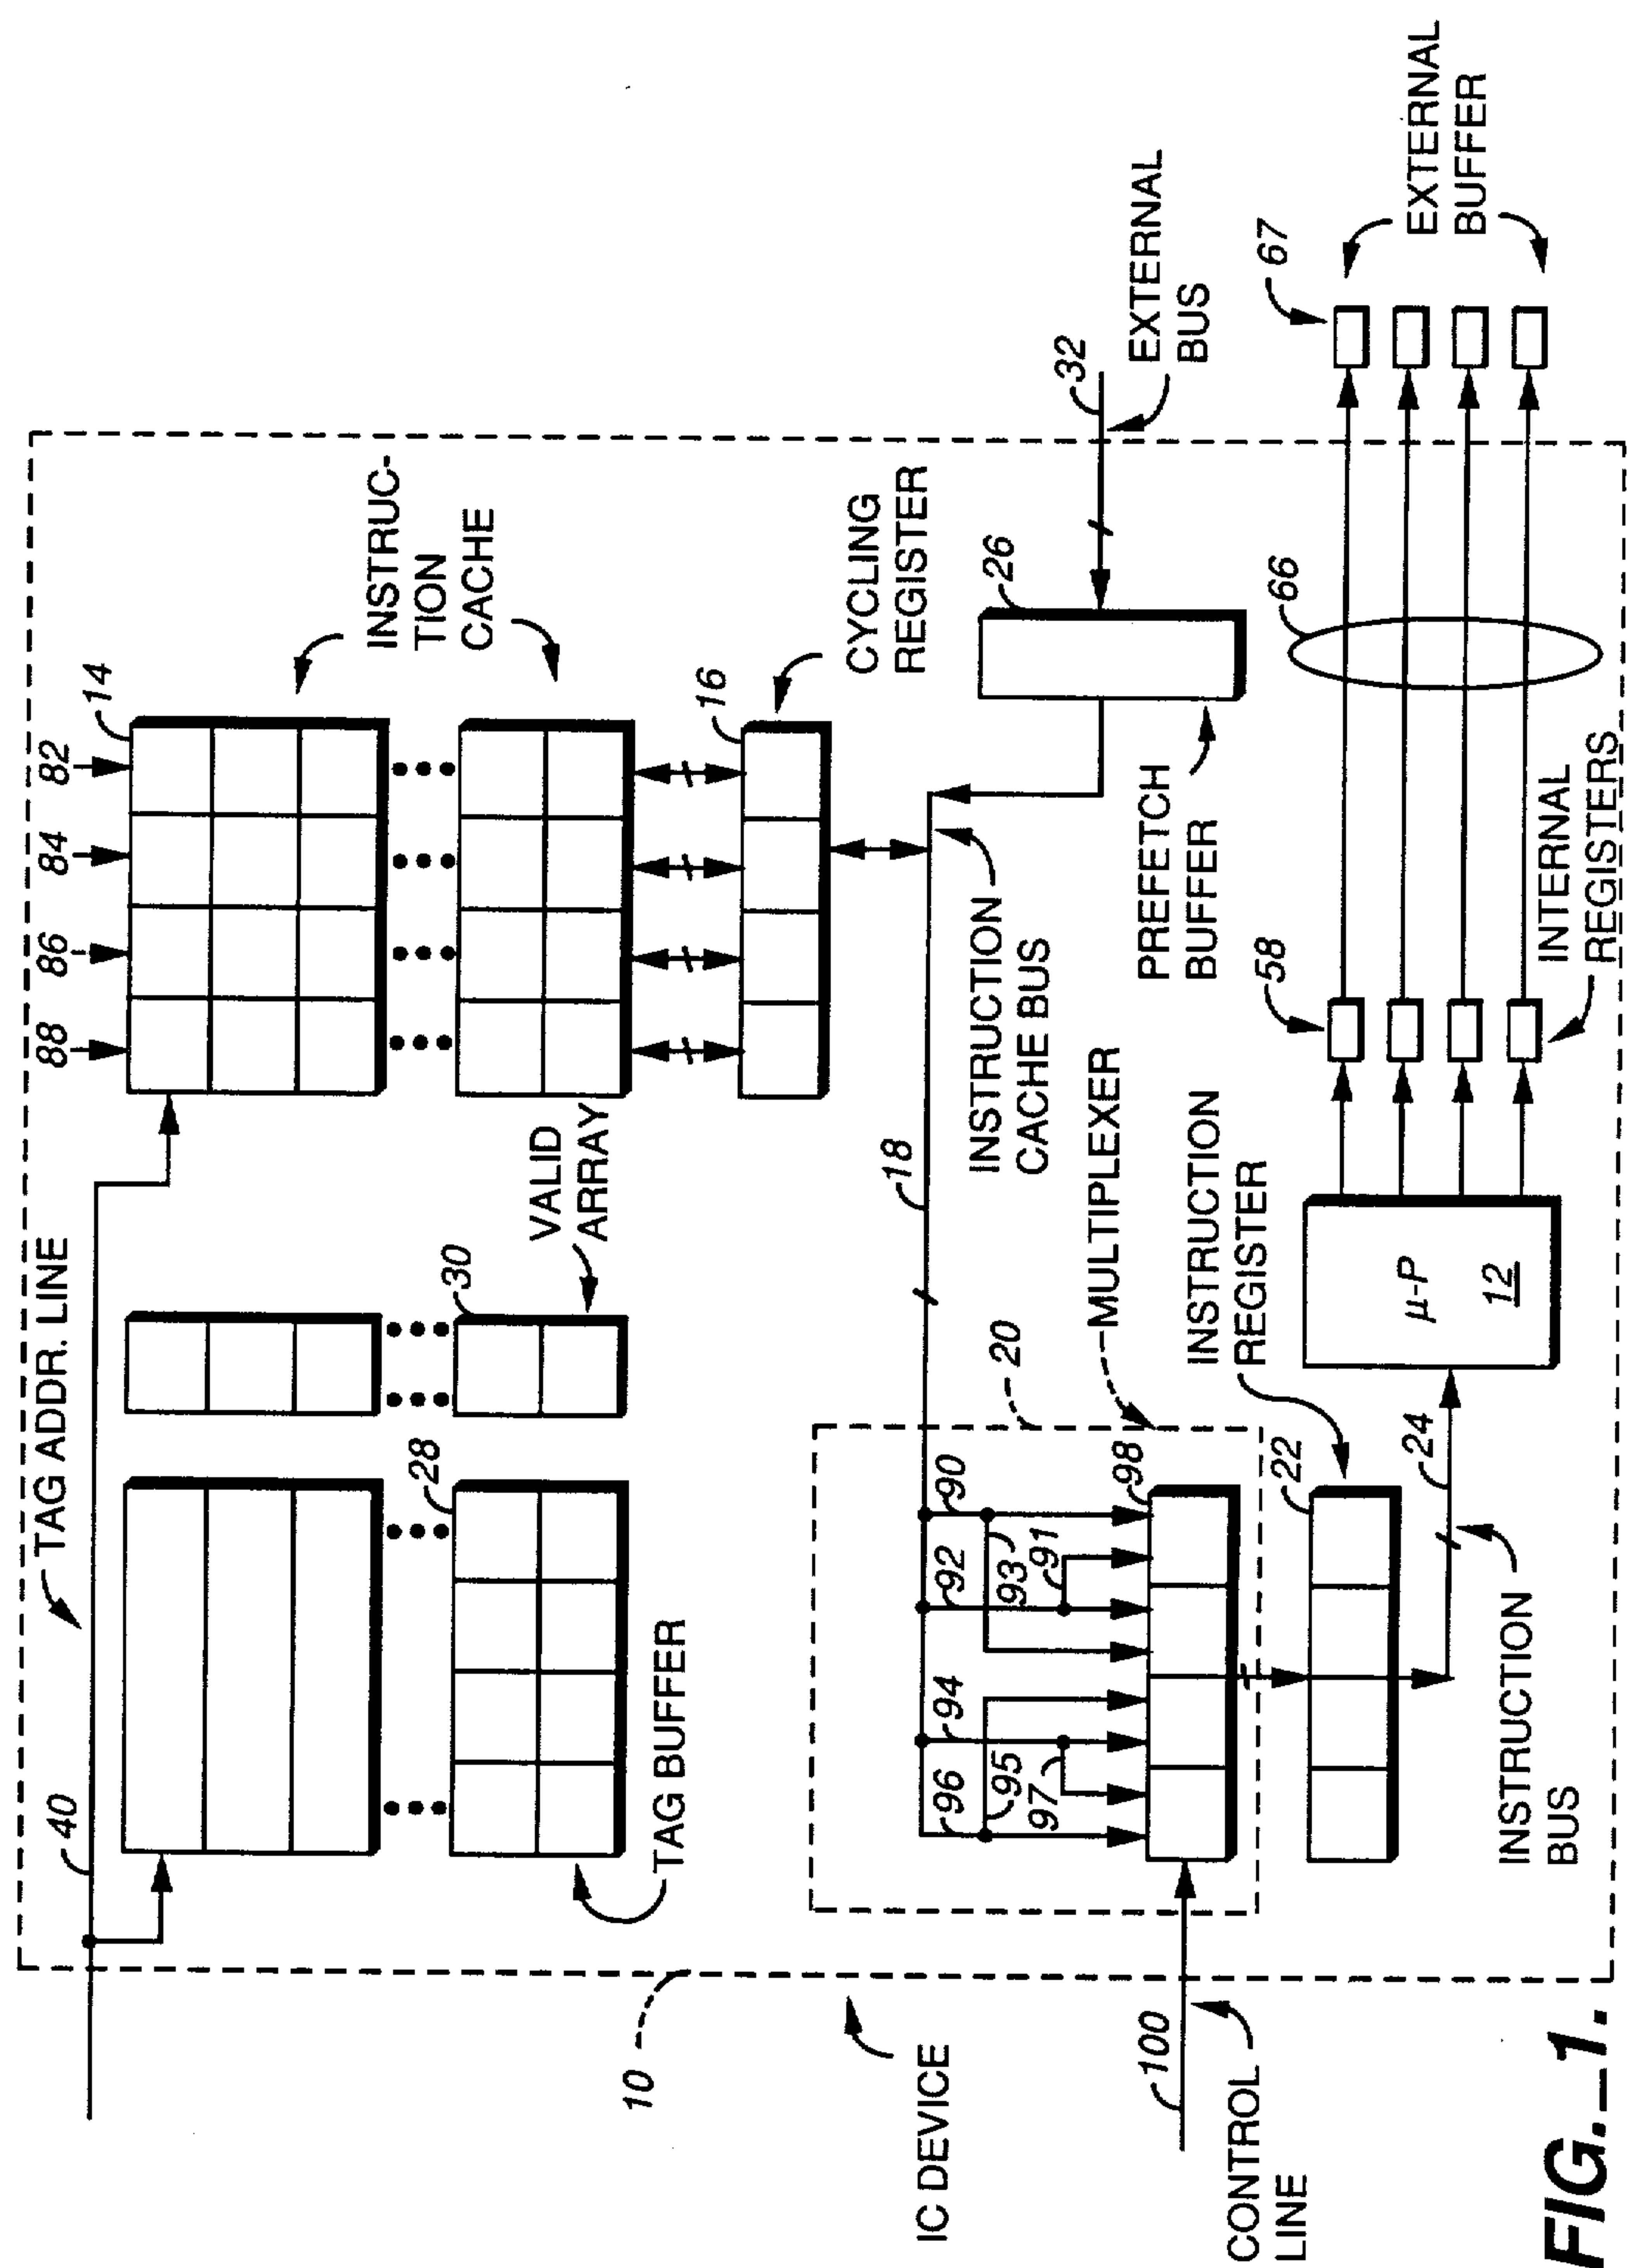 TAG ADDR. LINE
40
88
86
84
82
14
INSTRUC-
TION
CACHE
28
30
VALID
ARRAY
TAG BUFFER
16
CYCLING
REGISTER
10
IC DEVICE
18
INSTRUCTION
CACHE BUS
26
PREFETCH
BUFFER
32
EXTERNAL
BUS
20
MULTIPLEXER
96
94
92
90
95
97
93
91
98
100
CONTROL
LINE
22
INSTRUCTION
REGISTER
24
INSTRUCTION
BUS
µ-P
12
58
INTERNAL
REGISTERS
66
67
EXTERNAL
BUFFER
FIG._1.